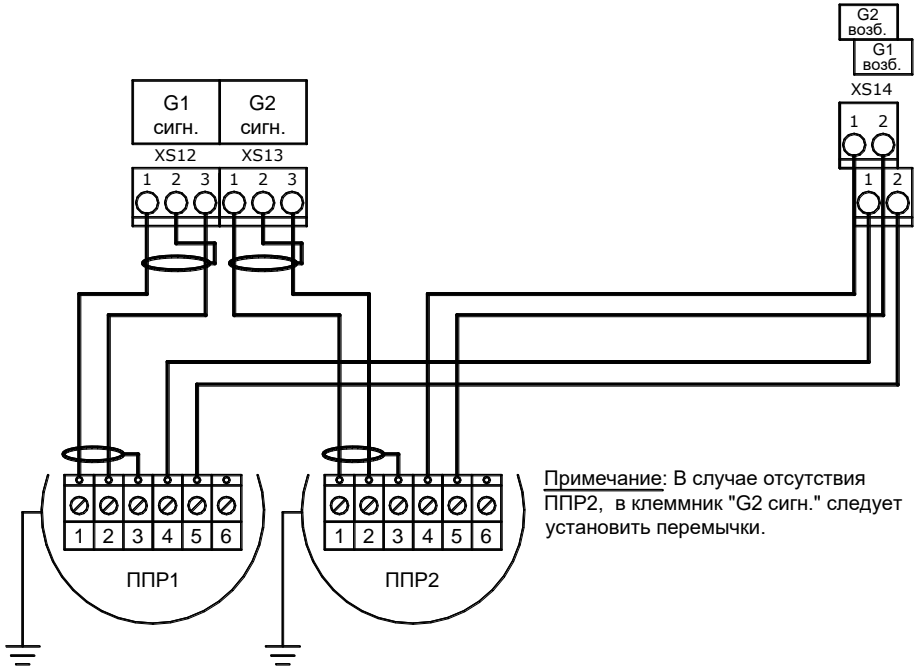 G2
возб.
G1
возб.
XS14
1 2
1 2
G1
сигн.
G2
сигн.
XS12 XS13
1 2 3 1 2 3
Примечание: В случае отсутствия
ППР2, в клеммник "G2 сигн." следует
установить перемычки.
1 2 3 4 5 6
ППР1
1 2 3 4 5 6
ППР2